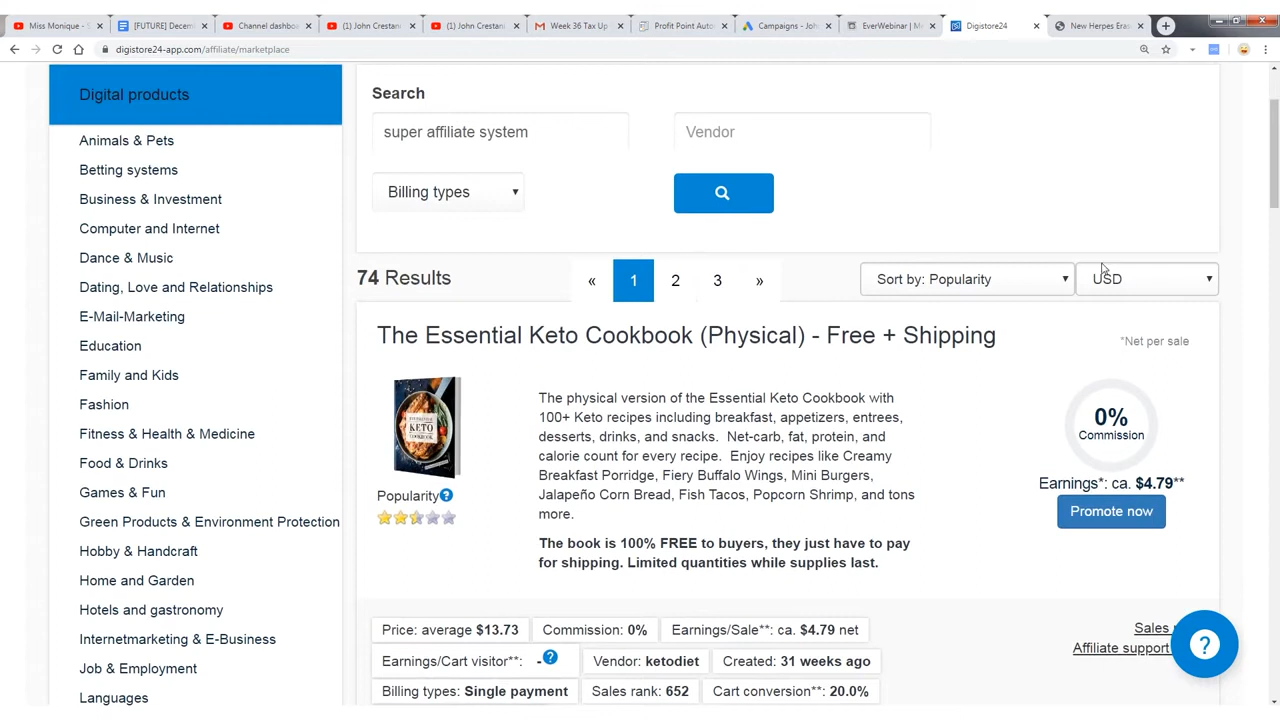 Miss Monique -
[FUTURE] Decem
Channel dashbo
(1) John Crestan
(1) John Crestan
Week 36 Tax Up
Profit Point Auto
Campaigns - Joh
EverWebinar | M
Digistore24
New Herpes Eras
digistore24-app.com/affiliate/marketplace
Digital products
Animals & Pets
Betting systems
Business & Investment
Computer and Internet
Dance & Music
Dating, Love and Relationships
E-Mail-Marketing
Education
Family and Kids
Fashion
Fitness & Health & Medicine
Food & Drinks
Games & Fun
Green Products & Environment Protection
Hobby & Handcraft
Home and Garden
Hotels and gastronomy
Internetmarketing & E-Business
Job & Employment
Languages
Search
super affiliate system
Vendor
Billing types
74 Results
« 1 2 3 »
Sort by: Popularity
USD
The Essential Keto Cookbook (Physical) - Free + Shipping
*Net per sale
The physical version of the Essential Keto Cookbook with
100+ Keto recipes including breakfast, appetizers, entrees,
desserts, drinks, and snacks. Net-carb, fat, protein, and
calorie count for every recipe. Enjoy recipes like Creamy
Breakfast Porridge, Fiery Buffalo Wings, Mini Burgers,
Jalapeño Corn Bread, Fish Tacos, Popcorn Shrimp, and tons
more.
The book is 100% FREE to buyers, they just have to pay
for shipping. Limited quantities while supplies last.
KETO
Popularity ?
0%
Commission
Earnings*: ca. $4.79**
Promote now
Price: average $13.73
Commission: 0%
Earnings/Sale**: ca. $4.79 net
Earnings/Cart visitor**: - ?
Vendor: ketodiet
Created: 31 weeks ago
Billing types: Single payment
Sales rank: 652
Cart conversion**: 20.0%
Sales
Affiliate support
?